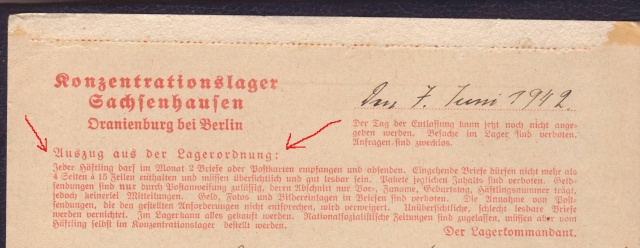 Konzentrationslager
Sachsenhausen
Oranienburg bei Berlin
Den 7. Juni 1942.
Der Tag der Entlassung kann jetzt noch nicht ange-
geben werden. Besuche im Lager sind verboten.
Anfragen sind zwecklos.
Auszug aus der Lagerordnung:
Jeder Häftling darf im Monat 2 Briefe oder Postkarten empfangen und absenden. Eingehende Briefe dürfen nicht mehr als
4 Seiten à 15 Zeilen enthalten und müssen übersichtlich und gut lesbar sein. Pakete jeglichen Inhalts sind verboten. Geld-
sendungen sind nur durch Postanweisung zulässig, deren Abschnitt nur Vor-, Zuname, Geburtstag, Häftlingsnummer trägt,
jedoch keinerlei Mitteilungen. Geld, Fotos und Bildereinlagen in Briefen sind verboten. Die Annahme von Post-
sendungen, die den gestellten Anforderungen nicht entsprechen, wird verweigert. Unübersichtliche, schlecht lesbare Briefe
werden vernichtet. Im Lager kann alles gekauft werden. Nationalsozialistische Zeitungen sind zugelassen, müssen aber vom
Häftling selbst im Konzentrationslager bestellt werden.
Der Lagerkommandant.